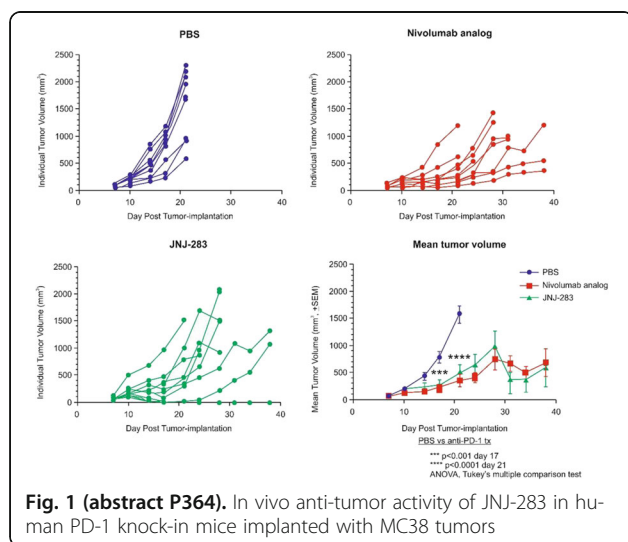 PBS
Individual Tumor Volume (mm³)
2500
2000
1500
1000
500
0
0
10
20
30
40
Day Post Tumor-implantation
Nivolumab analog
Individual Tumor Volume (mm³)
2500
2000
1500
1000
500
0
0
10
20
30
40
Day Post Tumor-implantation
JNJ-283
Individual Tumor Volume (mm³)
2500
2000
1500
1000
500
0
0
10
20
30
40
Day Post Tumor-implantation
Mean tumor volume
Mean Tumor Volume (mm³, ±SEM)
2500
2000
1500
1000
500
0
0
10
20
30
40
PBS
Nivolumab analog
JNJ-283
***
****
Day Post Tumor-implantation
PBS vs anti-PD-1 tx
*** p<0.001 day 17
**** p<0.0001 day 21
ANOVA, Tukey's multiple comparison test
Fig. 1 (abstract P364). In vivo anti-tumor activity of JNJ-283 in hu-
man PD-1 knock-in mice implanted with MC38 tumors